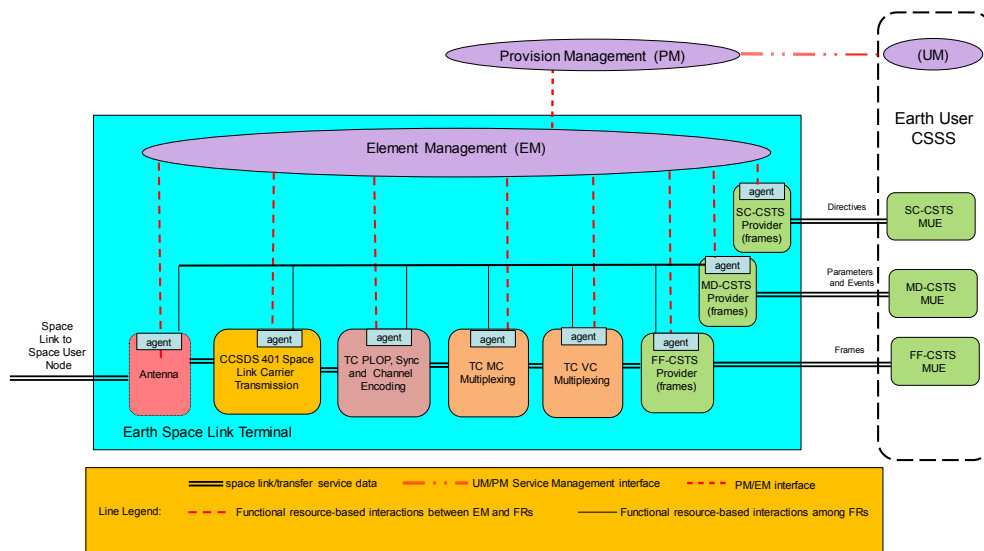 Provision Management (PM)
(UM)
Earth User
CSSS
Element Management (EM)
agent
SC-CSTS
Provider
(frames)
Directives
SC-CSTS
MUE
agent
MD-CSTS
Provider
(frames)
Parameters
and Events
MD-CSTS
MUE
Space
Link to
Space User
Node
agent
Antenna
agent
CCSDS 401 Space
Link Carrier
Transmission
agent
TC PLOP, Sync
and Channel
Encoding
agent
TC MC
Multiplexing
agent
TC VC
Multiplexing
agent
FF-CSTS
Provider
(frames)
Frames
FF-CSTS
MUE
Earth Space Link Terminal
space link/transfer service data
UM/PM Service Management interface
PM/EM interface
Line Legend:
Functional resource-based interactions between EM and FRs
Functional resource-based interactions among FRs